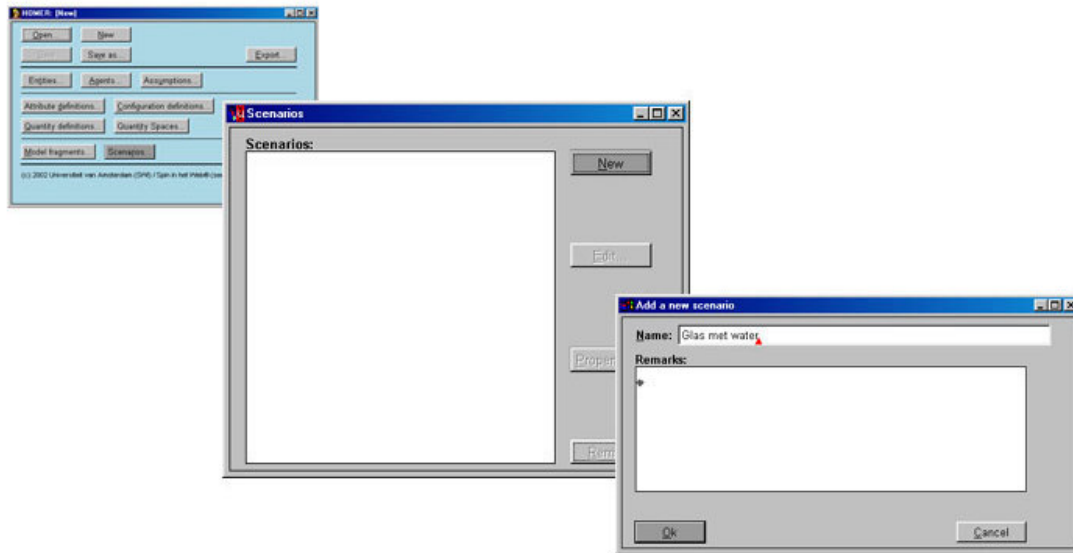 HOMER: [New]
Open... New
Save as... Export...
Entities... Agents... Assumptions...
Attribute definitions... Configuration definitions...
Quantity definitions... Quantity Spaces...
Model fragments... Scenarios...
(c) 2002 Universiteit van Amsterdam (SWI) / Spin in het Web®
Scenarios
Scenarios:
New
Edit...
Add a new scenario
Name: Glas met water
Remarks:
Ok Cancel